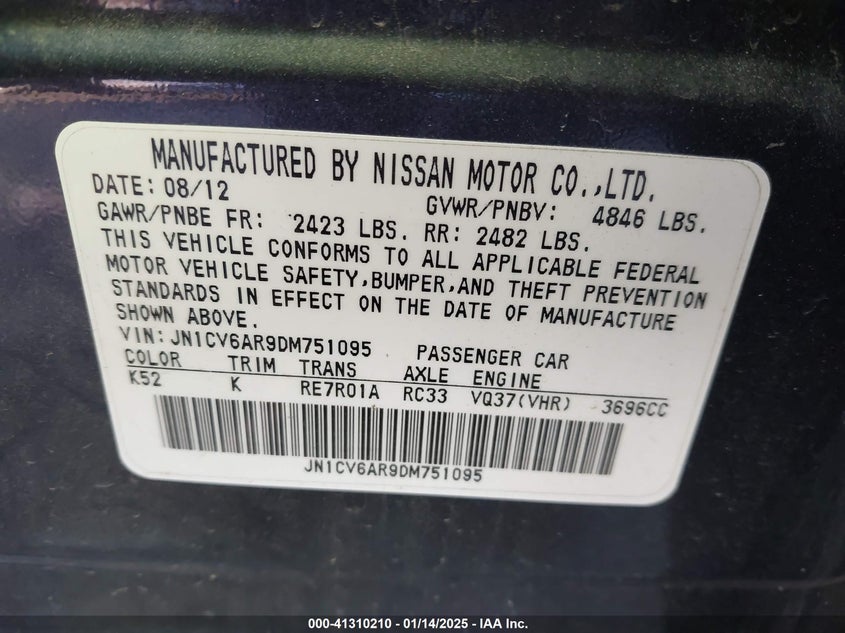 MANUFACTURED BY NISSAN MOTOR CO.,LTD.
DATE: 08/12 GVWR/PNBV: 4846 LBS.
GAWR/PNBE FR: 2423 LBS. RR: 2482 LBS.
THIS VEHICLE CONFORMS TO ALL APPLICABLE FEDERAL
MOTOR VEHICLE SAFETY,BUMPER,AND THEFT PREVENTION
STANDARDS IN EFFECT ON THE DATE OF MANUFACTURE
SHOWN ABOVE.
VIN: JN1CV6AR9DM751095 PASSENGER CAR
COLOR TRIM TRANS AXLE ENGINE
K52 K RE7R01A RC33 VQ37(VHR) 3696CC
JN1CV6AR9DM751095
000-41310210 - 01/14/2025 - IAA Inc.